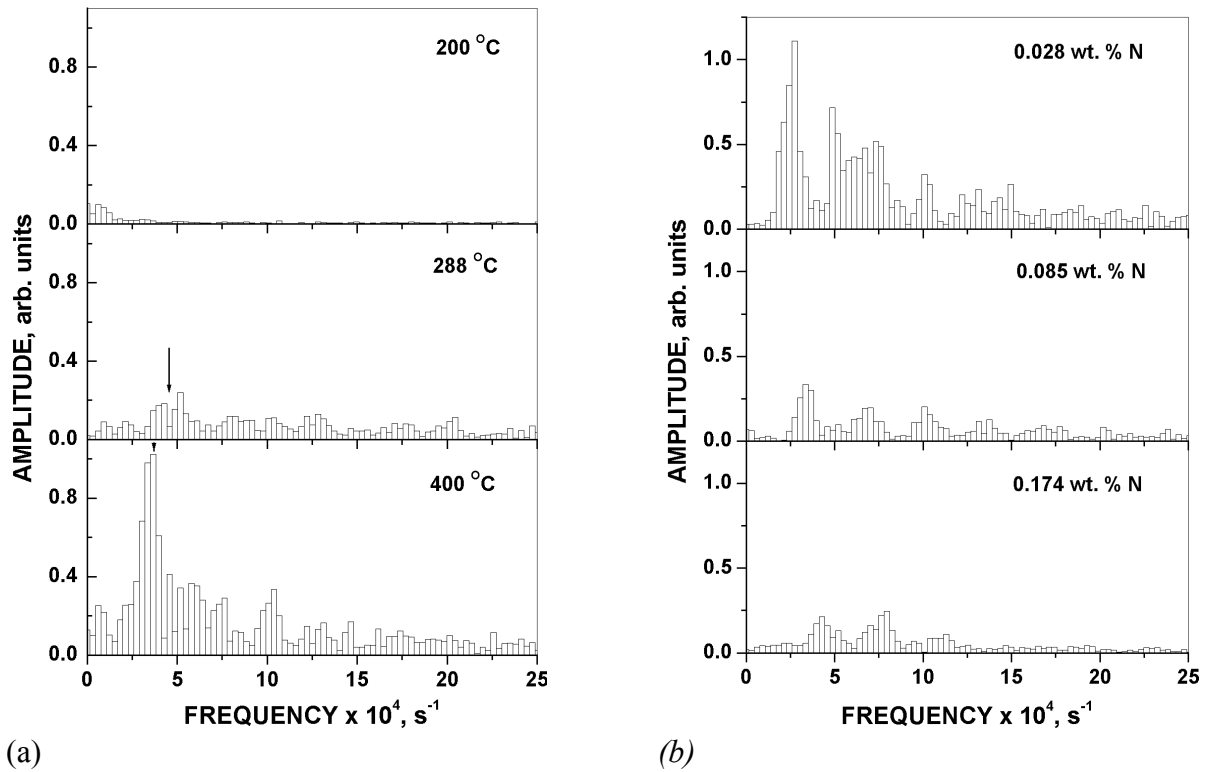 AMPLITUDE, arb. units
200 °C
0.8
0.4
0.0
288 °C
0.8
0.4
0.0
400 °C
0.8
0.4
0.0
0 5 10 15 20 25
FREQUENCY x 10⁴, s⁻¹
(a)
AMPLITUDE, arb. units
0.028 wt. % N
1.0
0.5
0.0
0.085 wt. % N
1.0
0.5
0.0
0.174 wt. % N
1.0
0.5
0.0
0 5 10 15 20 25
FREQUENCY x 10⁴, s⁻¹
(b)